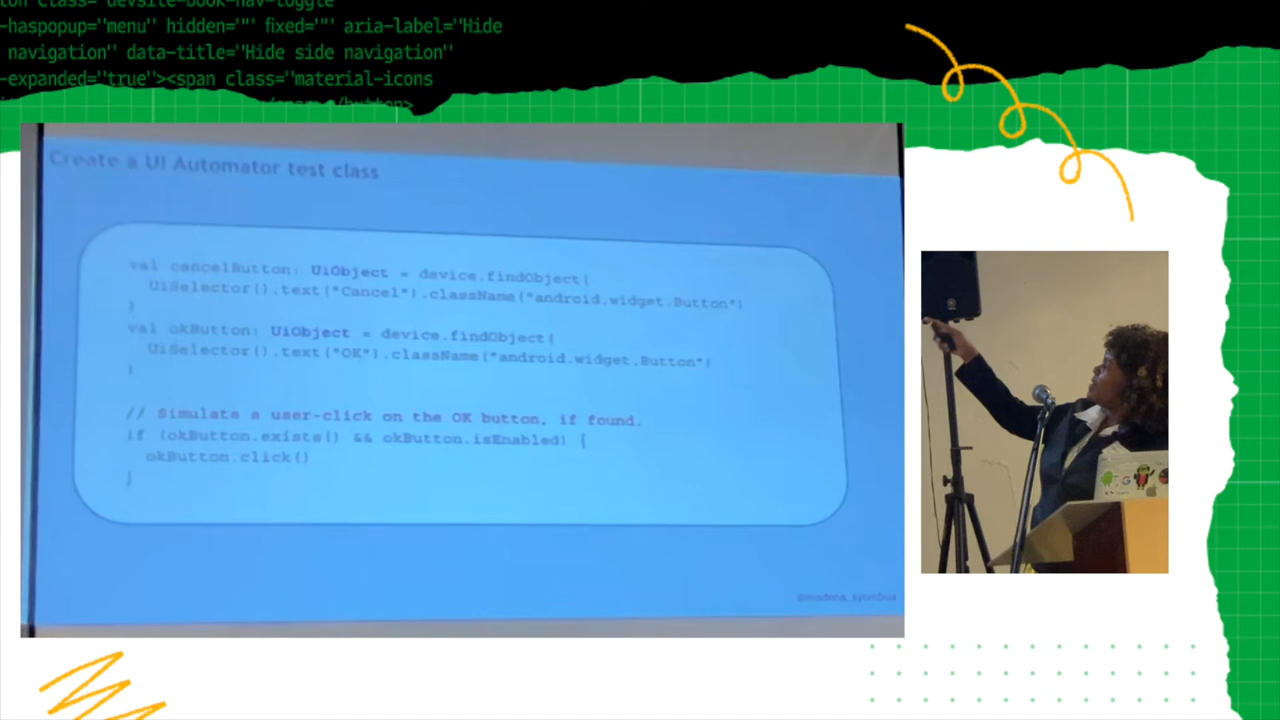 -haspopup="menu" hidden="" fixed="" aria-label="Hide
navigation" data-title="Hide side navigation"
-expanded="true"><span class="material-icons
Create a UI Automator test class
val cancelButton: UiObject = device.findObject(
UiSelector().text("Cancel").className("android.widget.Button")
)
val okButton: UiObject = device.findObject(
UiSelector().text("OK").className("android.widget.Button")
)
// Simulate a user-click on the OK button, if found.
if (okButton.exists() && okButton.isEnabled) {
okButton.click()
}
@madona_syombua